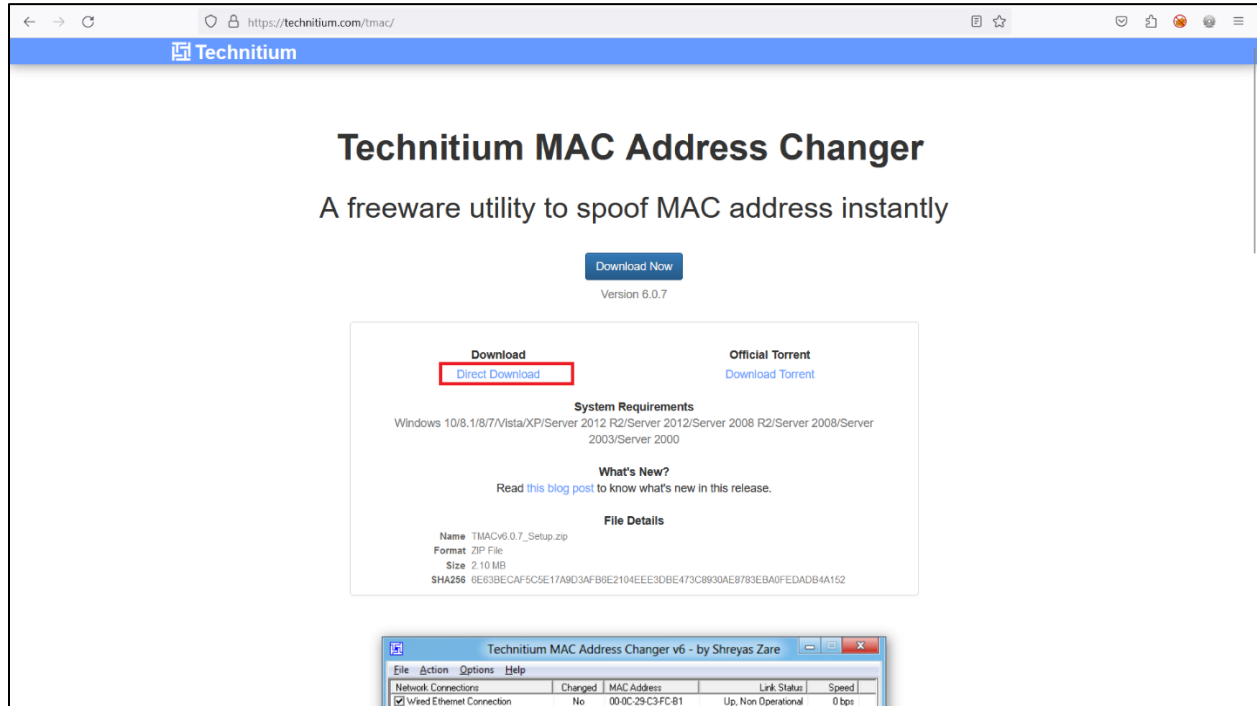 https://technitium.com/tmac/
Technitium
Technitium MAC Address Changer
A freeware utility to spoof MAC address instantly
Download Now
Version 6.0.7
Download
Official Torrent
Direct Download
Download Torrent
System Requirements
Windows 10/8.1/8/7/Vista/XP/Server 2012 R2/Server 2012/Server 2008 R2/Server 2008/Server
2003/Server 2000
What's New?
Read this blog post to know what's new in this release.
File Details
Name TMACv6.0.7_Setup.zip
Format ZIP File
Size 2.10 MB
SHA256 6E63BECAF5C5E17A9D3AFB6E2104EEE3DBE473C8930AE8783EBA0FEDADB4A152
Technitium MAC Address Changer v6 - by Shreyas Zare
File Action Options Help
Network Connections Changed MAC Address Link Status Speed
Wired Ethernet Connection No 00-0C-29-C3-FC-B1 Up, Non Operational 0 bps